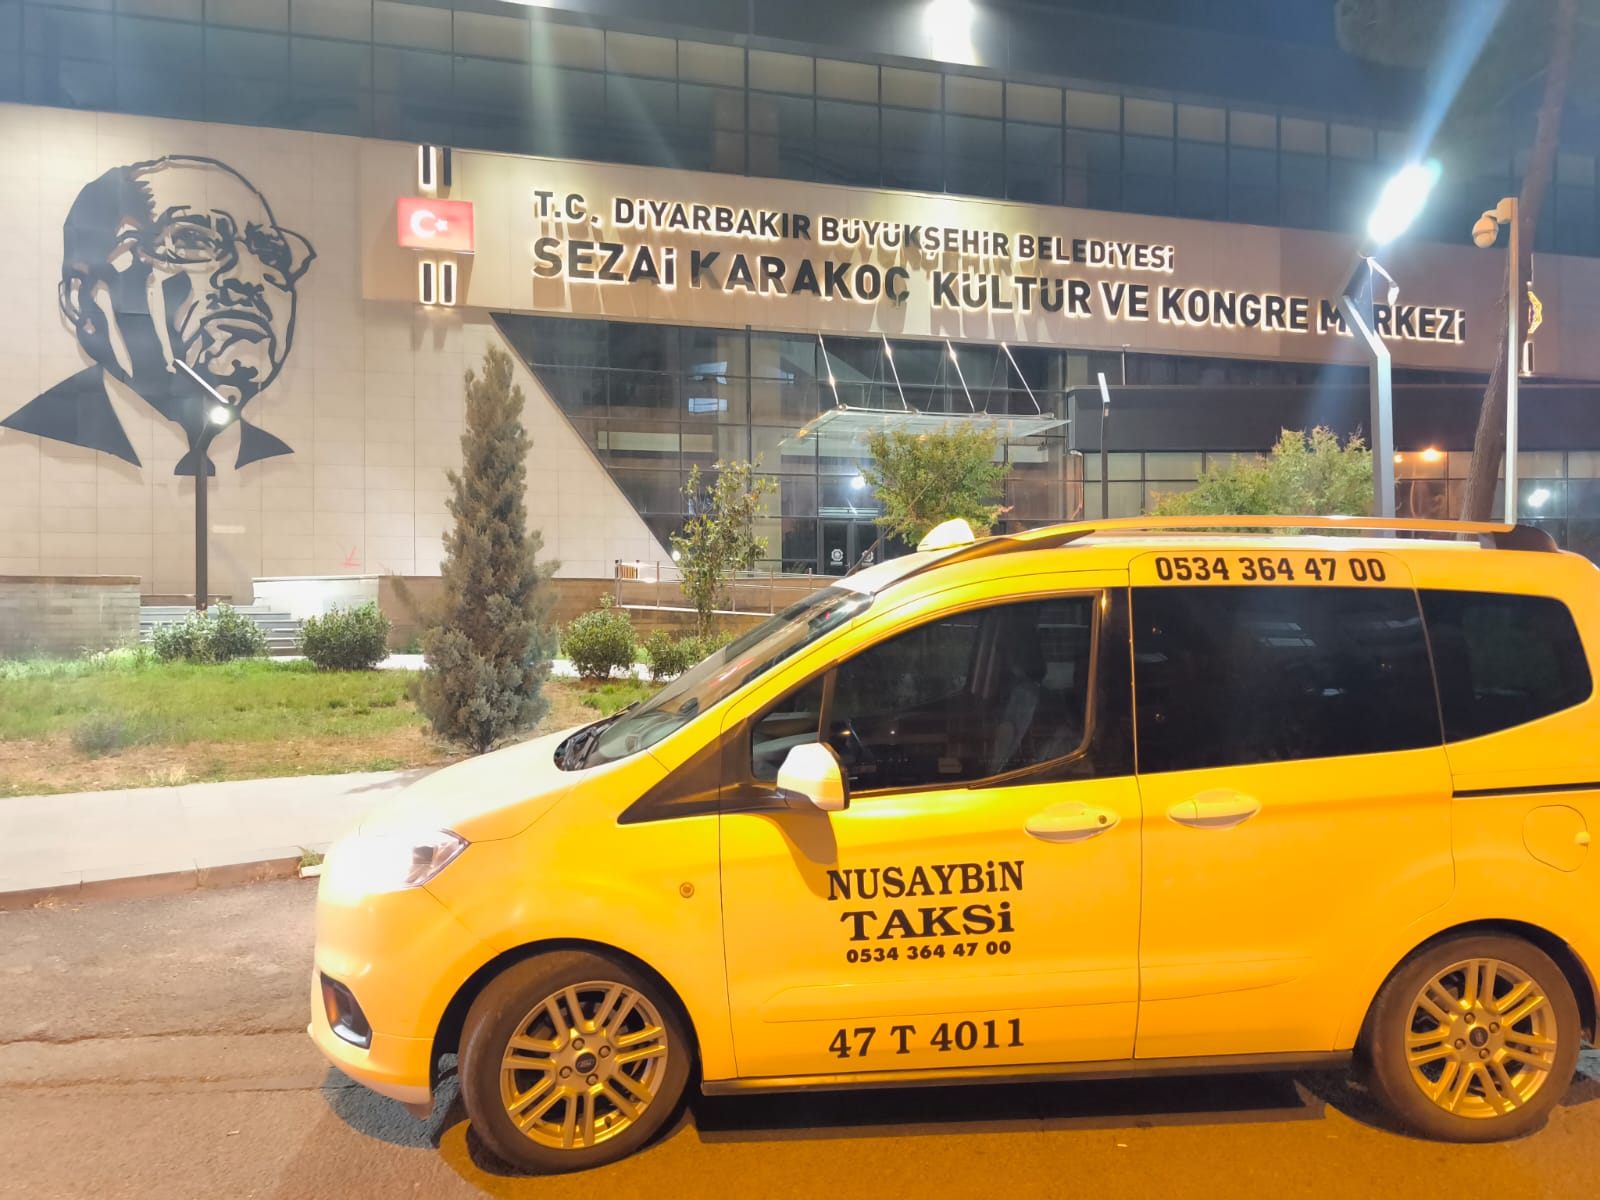 T.C. DİYARBAKIR BÜYÜKŞEHİR BELEDİYESİ
SEZAİ KARAKOÇ KÜLTÜR VE KONGRE MERKEZİ
0534 364 47 00
NUSAYBİN
TAKSİ
0534 364 47 00
47 T 4011